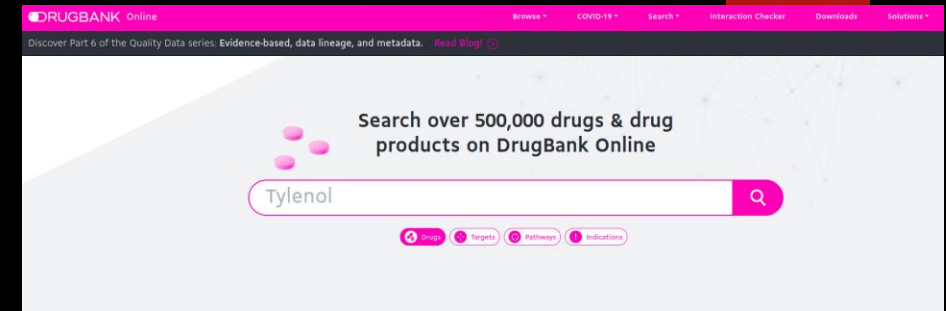 DRUGBANK Online
Browse COVID-19 Search Interaction Checker Downloads Solutions
Discover Part 6 of the Quality Data series: Evidence-based, data lineage, and metadata. Read Blog!
Search over 500,000 drugs & drug
products on DrugBank Online
Tylenol
Drugs Targets Pathways Indications